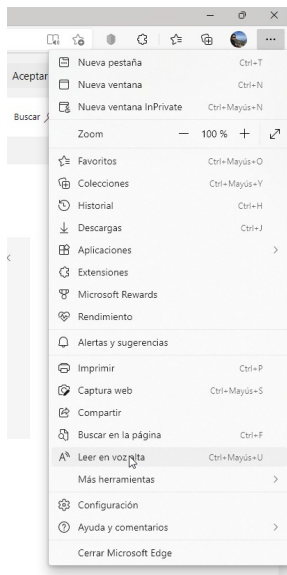 Aceptar
Buscar
Nueva pestaña Ctrl+T
Nueva ventana Ctrl+N
Nueva ventana InPrivate Ctrl+Mayús+N
Zoom — 100 % +
Favoritos Ctrl+Mayús+O
Colecciones Ctrl+Mayús+Y
Historial Ctrl+H
Descargas Ctrl+J
Aplicaciones
Extensiones
Microsoft Rewards
Rendimiento
Alertas y sugerencias
Imprimir Ctrl+P
Captura web Ctrl+Mayús+S
Compartir
Buscar en la página Ctrl+F
Leer en voz alta Ctrl+Mayús+U
Más herramientas
Configuración
Ayuda y comentarios
Cerrar Microsoft Edge